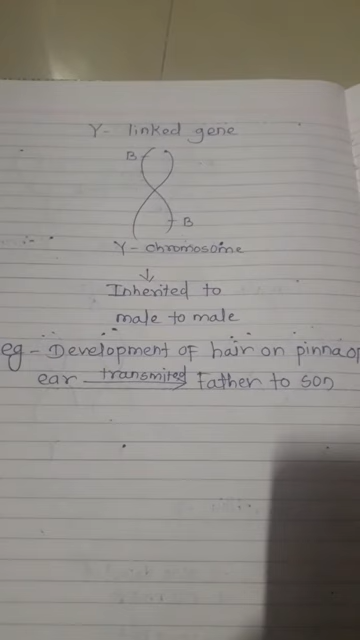 Y- linked gene
B
B
Y- chromosome
Inherited to
male to male
eg - Development of hair on pinna of
ear transmited Father to son